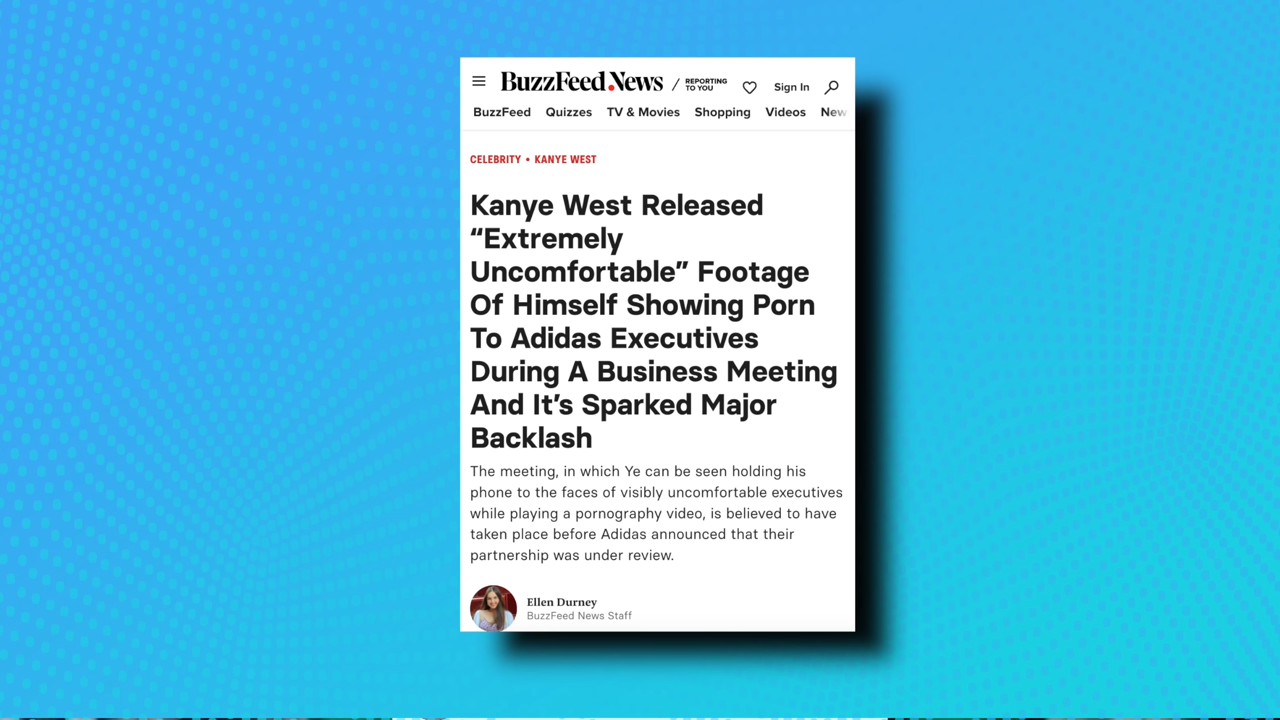 BuzzFeed News / REPORTING TO YOU Sign In
BuzzFeed Quizzes TV & Movies Shopping Videos New
CELEBRITY • KANYE WEST
Kanye West Released
“Extremely
Uncomfortable” Footage
Of Himself Showing Porn
To Adidas Executives
During A Business Meeting
And It’s Sparked Major
Backlash
The meeting, in which Ye can be seen holding his
phone to the faces of visibly uncomfortable executives
while playing a pornography video, is believed to have
taken place before Adidas announced that their
partnership was under review.
Ellen Durney
BuzzFeed News Staff